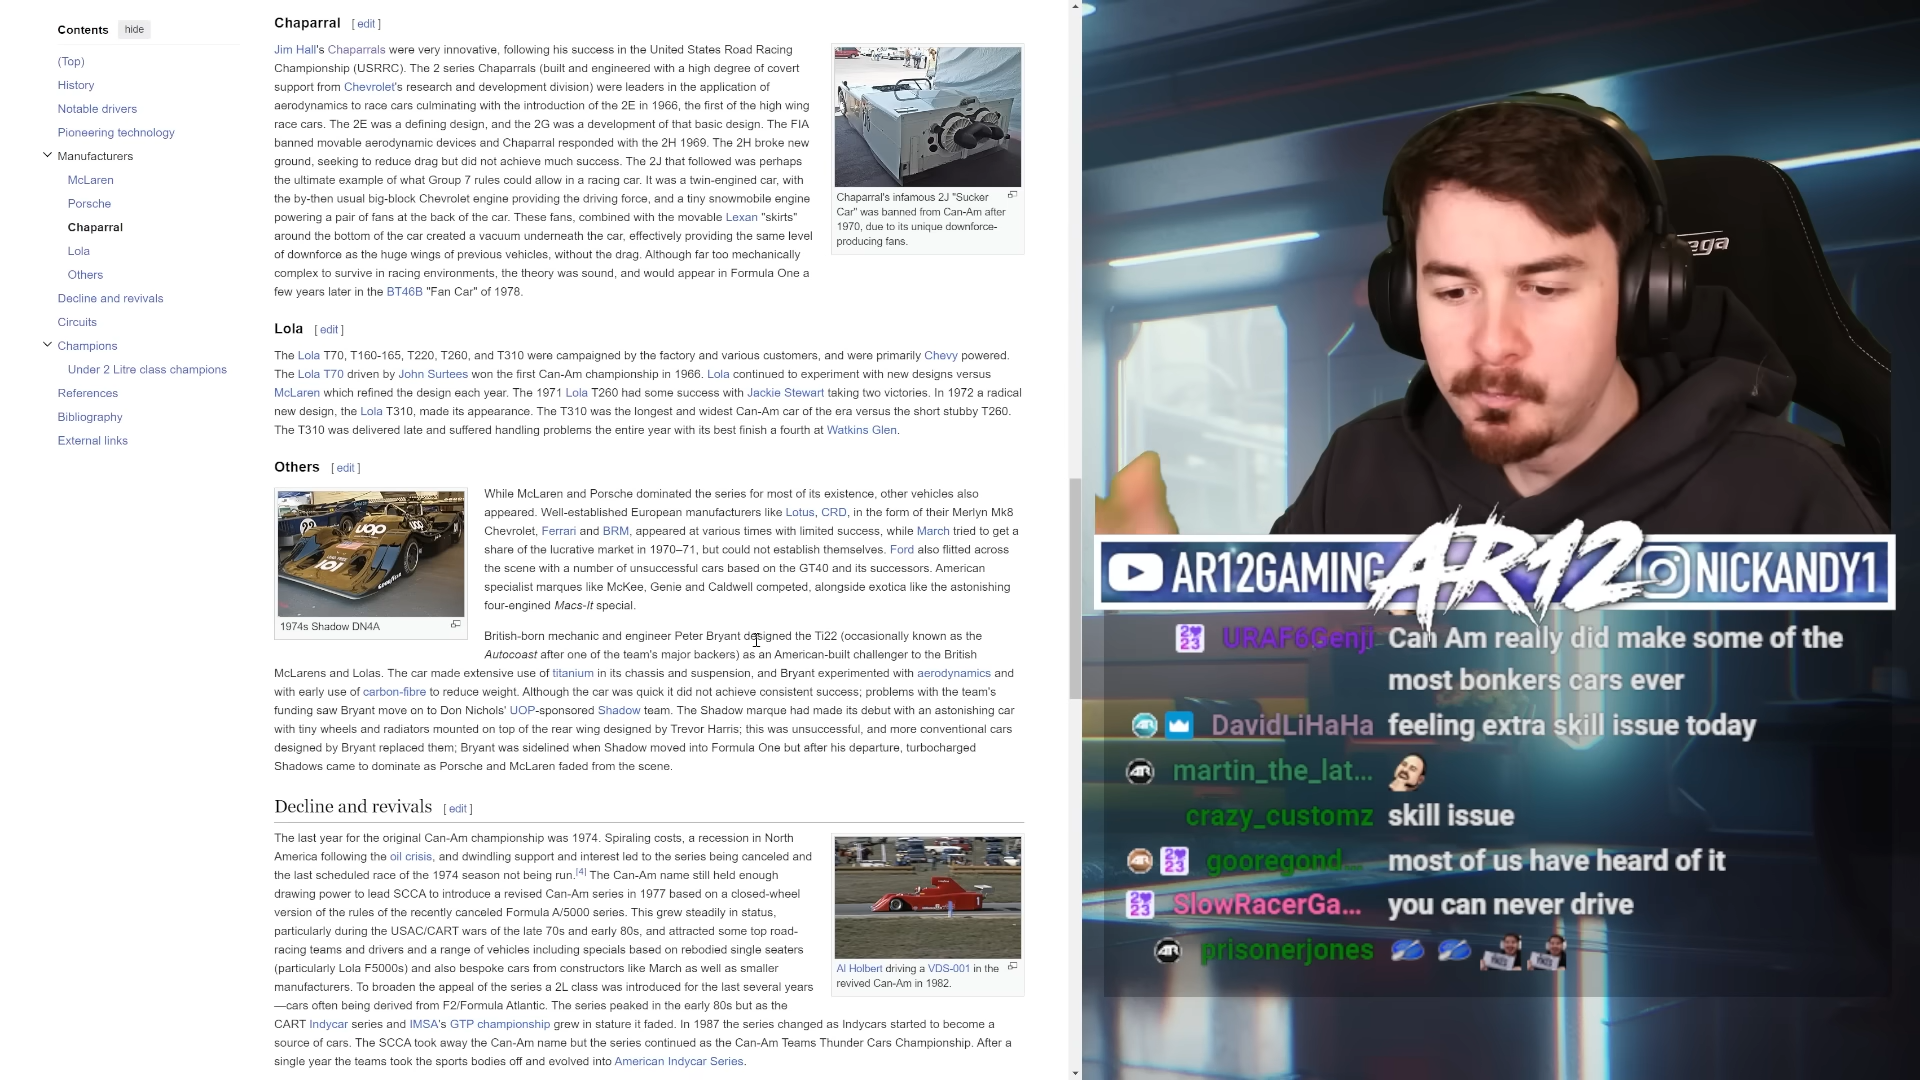 Contents hide
(Top)
History
Notable drivers
Pioneering technology
Manufacturers
McLaren
Porsche
Chaparral
Lola
Others
Decline and revivals
Circuits
Champions
Under 2 Litre class champions
References
Bibliography
External links
Chaparral [ edit ]
Jim Hall's Chaparrals were very innovative, following his success in the United States Road Racing
Championship (USRRC). The 2 series Chaparrals (built and engineered with a high degree of covert
support from Chevrolet's research and development division) were leaders in the application of
aerodynamics to race cars culminating with the introduction of the 2E in 1966, the first of the high wing
race cars. The 2E was a defining design, and the 2G was a development of that basic design. The FIA
banned movable aerodynamic devices and Chaparral responded with the 2H 1969. The 2H broke new
ground, seeking to reduce drag but did not achieve much success. The 2J that followed was perhaps
the ultimate example of what Group 7 rules could allow in a racing car. It was a twin-engined car, with
the by-then usual big-block Chevrolet engine providing the driving force, and a tiny snowmobile engine
powering a pair of fans at the back of the car. These fans, combined with the movable Lexan "skirts"
around the bottom of the car created a vacuum underneath the car, effectively providing the same level
of downforce as the huge wings of previous vehicles, without the drag. Although far too mechanically
complex to survive in racing environments, the theory was sound, and would appear in Formula One a
few years later in the BT46B "Fan Car" of 1978.
Chaparral's infamous 2J "Sucker
Car" was banned from Can-Am after
1970, due to its unique downforce-
producing fans.
Lola [ edit ]
The Lola T70, T160-165, T220, T260, and T310 were campaigned by the factory and various customers, and were primarily Chevy powered.
The Lola T70 driven by John Surtees won the first Can-Am championship in 1966. Lola continued to experiment with new designs versus
McLaren which refined the design each year. The 1971 Lola T260 had some success with Jackie Stewart taking two victories. In 1972 a radical
new design, the Lola T310, made its appearance. The T310 was the longest and widest Can-Am car of the era versus the short stubby T260.
The T310 was delivered late and suffered handling problems the entire year with its best finish a fourth at Watkins Glen.
Others [ edit ]
UOP
UOP
101
1974s Shadow DN4A
While McLaren and Porsche dominated the series for most of its existence, other vehicles also
appeared. Well-established European manufacturers like Lotus, CRD, in the form of their Merlyn Mk8
Chevrolet, Ferrari and BRM, appeared at various times with limited success, while March tried to get a
share of the lucrative market in 1970–71, but could not establish themselves. Ford also flitted across
the scene with a number of unsuccessful cars based on the GT40 and its successors. American
specialist marques like McKee, Genie and Caldwell competed, alongside exotica like the astonishing
four-engined Macs-It special.
British-born mechanic and engineer Peter Bryant designed the Ti22 (occasionally known as the
Autocoast after one of the team's major backers) as an American-built challenger to the British
McLarens and Lolas. The car made extensive use of titanium in its chassis and suspension, and Bryant experimented with aerodynamics and
with early use of carbon-fibre to reduce weight. Although the car was quick it did not achieve consistent success; problems with the team's
funding saw Bryant move on to Don Nichols' UOP-sponsored Shadow team. The Shadow marque had made its debut with an astonishing car
with tiny wheels and radiators mounted on top of the rear wing designed by Trevor Harris; this was unsuccessful, and more conventional cars
designed by Bryant replaced them; Bryant was sidelined when Shadow moved into Formula One but after his departure, turbocharged
Shadows came to dominate as Porsche and McLaren faded from the scene.
Decline and revivals [ edit ]
The last year for the original Can-Am championship was 1974. Spiraling costs, a recession in North
America following the oil crisis, and dwindling support and interest led to the series being canceled and
the last scheduled race of the 1974 season not being run.[4] The Can-Am name still held enough
drawing power to lead SCCA to introduce a revised Can-Am series in 1977 based on a closed-wheel
version of the rules of the recently canceled Formula A/5000 series. This grew steadily in status,
particularly during the USAC/CART wars of the late 70s and early 80s, and attracted some top road-
racing teams and drivers and a range of vehicles including specials based on rebodied single seaters
(particularly Lola F5000s) and also bespoke cars from constructors like March as well as smaller
manufacturers. To broaden the appeal of the series a 2L class was introduced for the last several years
—cars often being derived from F2/Formula Atlantic. The series peaked in the early 80s but as the
CART Indycar series and IMSA's GTP championship grew in stature it faded. In 1987 the series changed as Indycars started to become a
source of cars. The SCCA took away the Can-Am name but the series continued as the Can-Am Teams Thunder Cars Championship. After a
single year the teams took the sports bodies off and evolved into American Indycar Series.
Al Holbert driving a VDS-001 in the
revived Can-Am in 1982.
AR12GAMING AR12 NICKANDY1
2023 URAF6Genji Can Am really did make some of the
most bonkers cars ever
DavidLiHaHa feeling extra skill issue today
martin_the_lat...
crazy_customz skill issue
2023 gooregond... most of us have heard of it
2023 SlowRacerGa... you can never drive
prisonerjones